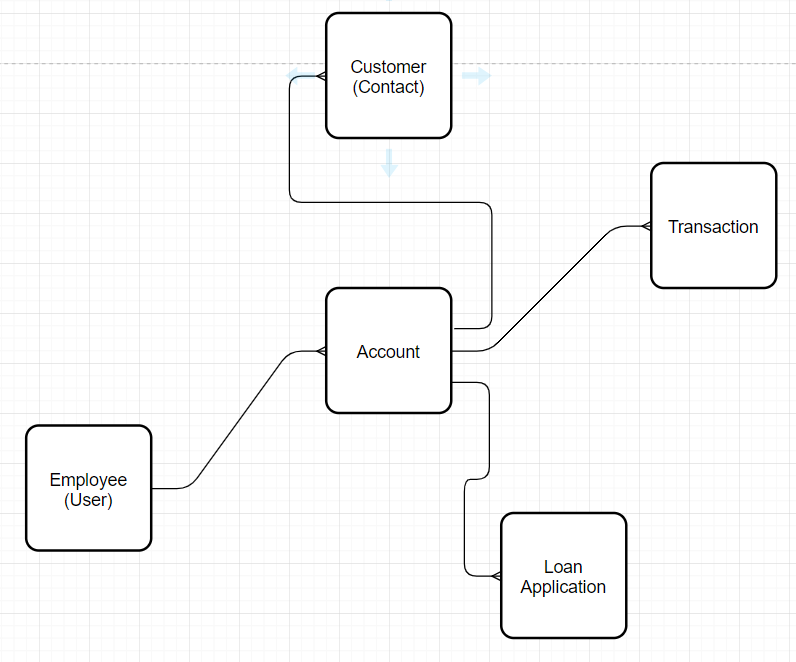 Customer
(Contact)
Transaction
Account
Employee
(User)
Loan
Application